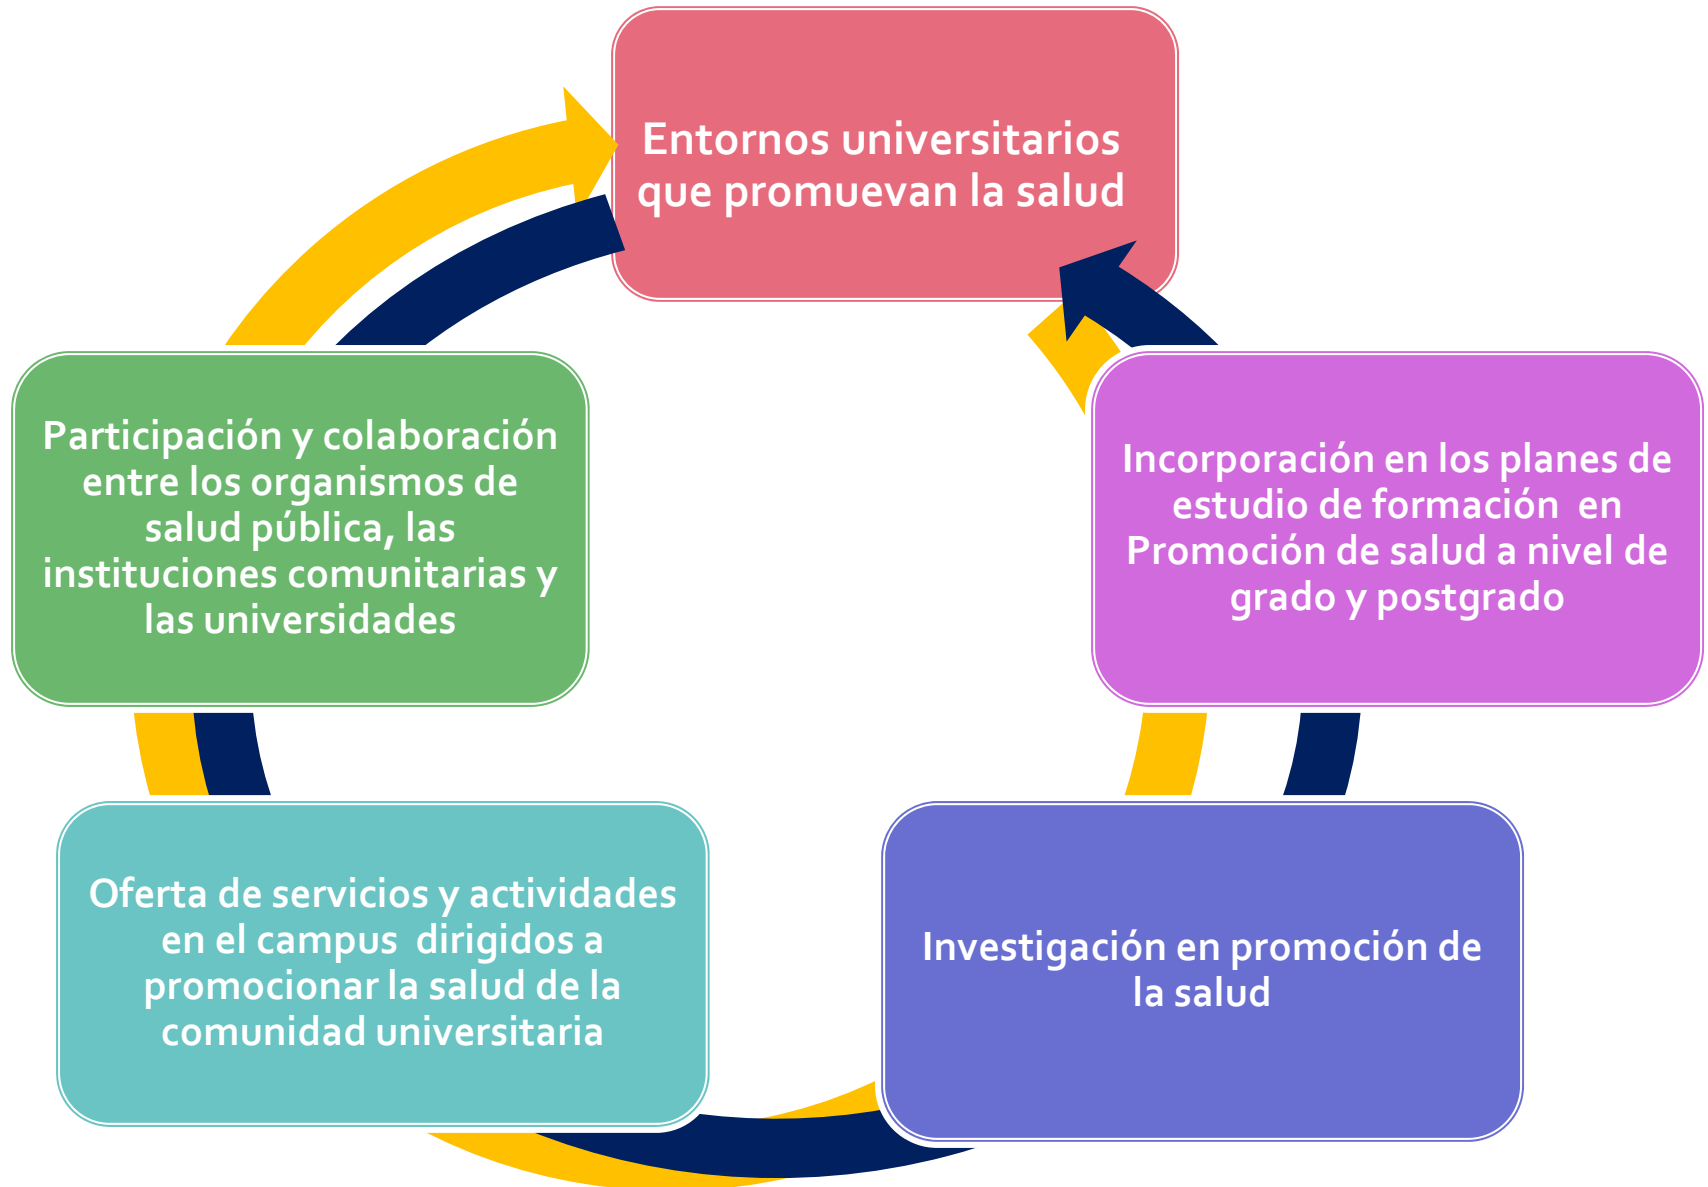 Entornos universitarios
que promuevan la salud
Incorporación en los planes de
estudio de formación  en
Promoción de salud a nivel de
grado y postgrado
Investigación en promoción de
la salud
Oferta de servicios y actividades
en el campus  dirigidos a
promocionar la salud de la
comunidad universitaria
Participación y colaboración
entre los organismos de
salud pública, las
instituciones comunitarias y
las universidades